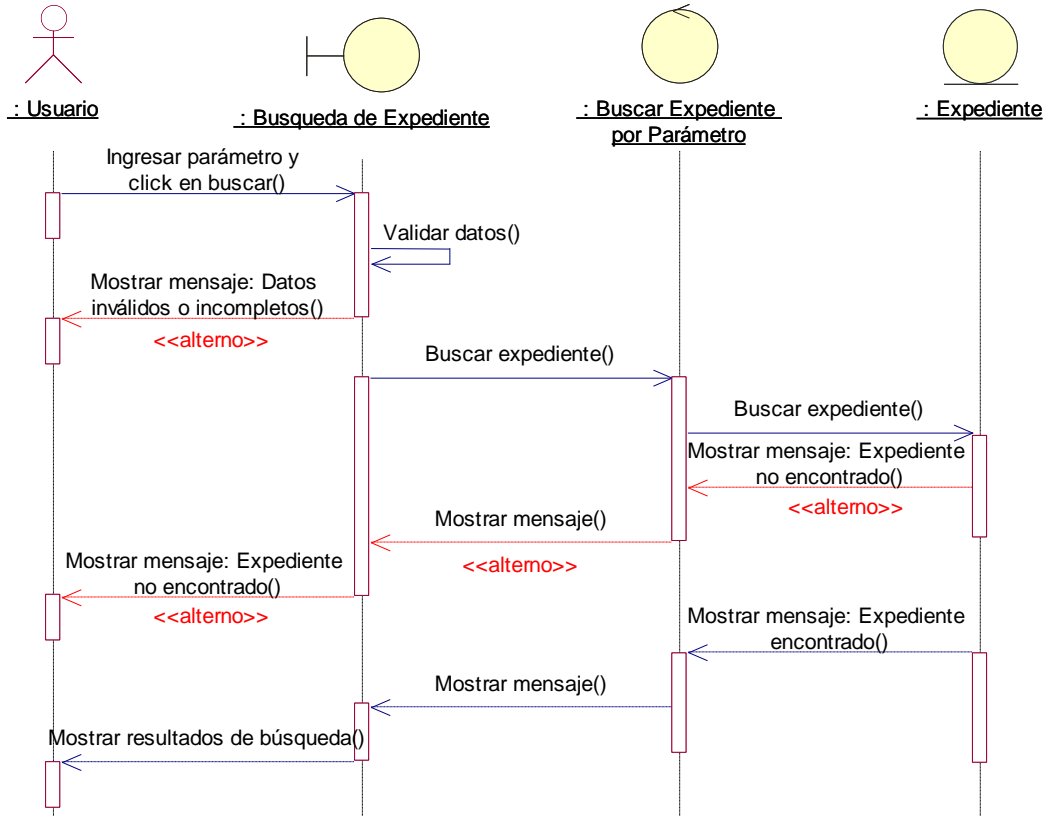 : Usuario
: Busqueda de Expediente
: Buscar Expediente
por Parámetro
: Expediente
Ingresar parámetro y
click en buscar()
Validar datos()
Mostrar mensaje: Datos
inválidos o incompletos()
<<alterno>>
Buscar expediente()
Buscar expediente()
Mostrar mensaje: Expediente
no encontrado()
<<alterno>>
Mostrar mensaje()
<<alterno>>
Mostrar mensaje: Expediente
no encontrado()
<<alterno>>
Mostrar mensaje: Expediente
encontrado()
Mostrar mensaje()
Mostrar resultados de búsqueda()